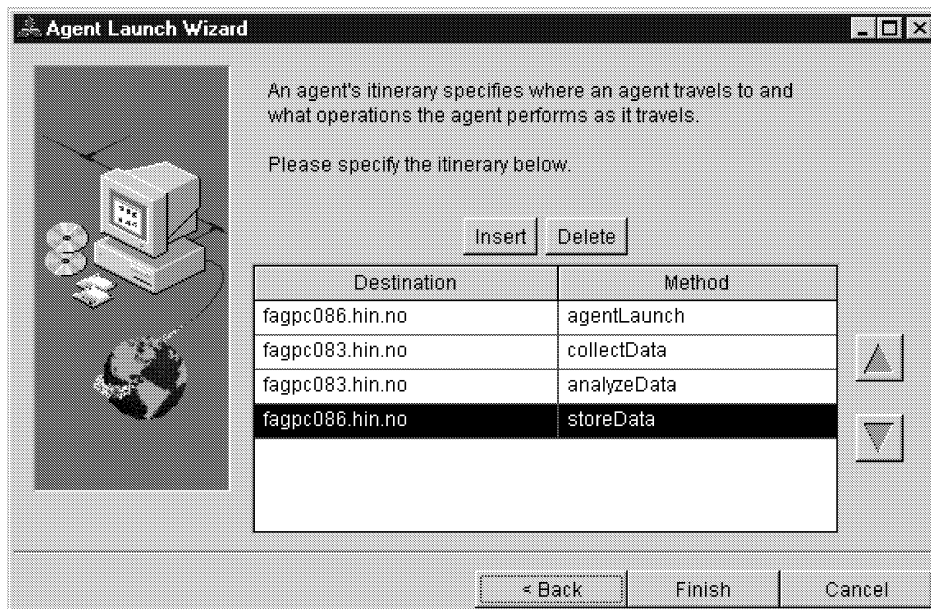 Agent Launch Wizard
An agent's itinerary specifies where an agent travels to and
what operations the agent performs as it travels.
Please specify the itinerary below.
Insert Delete
Destination Method
fagpc086.hin.no agentLaunch
fagpc083.hin.no collectData
fagpc083.hin.no analyzeData
fagpc086.hin.no storeData
< Back Finish Cancel